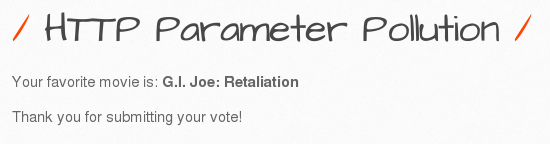 / HTTP Parameter Pollution /
Your favorite movie is: G.I. Joe: Retaliation
Thank you for submitting your vote!